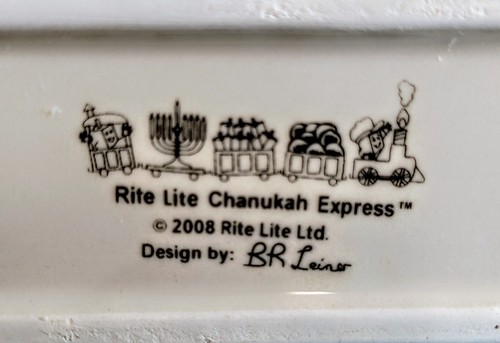 Rite Lite Chanukah Express™
© 2008 Rite Lite Ltd.
Design by: BR Leiner